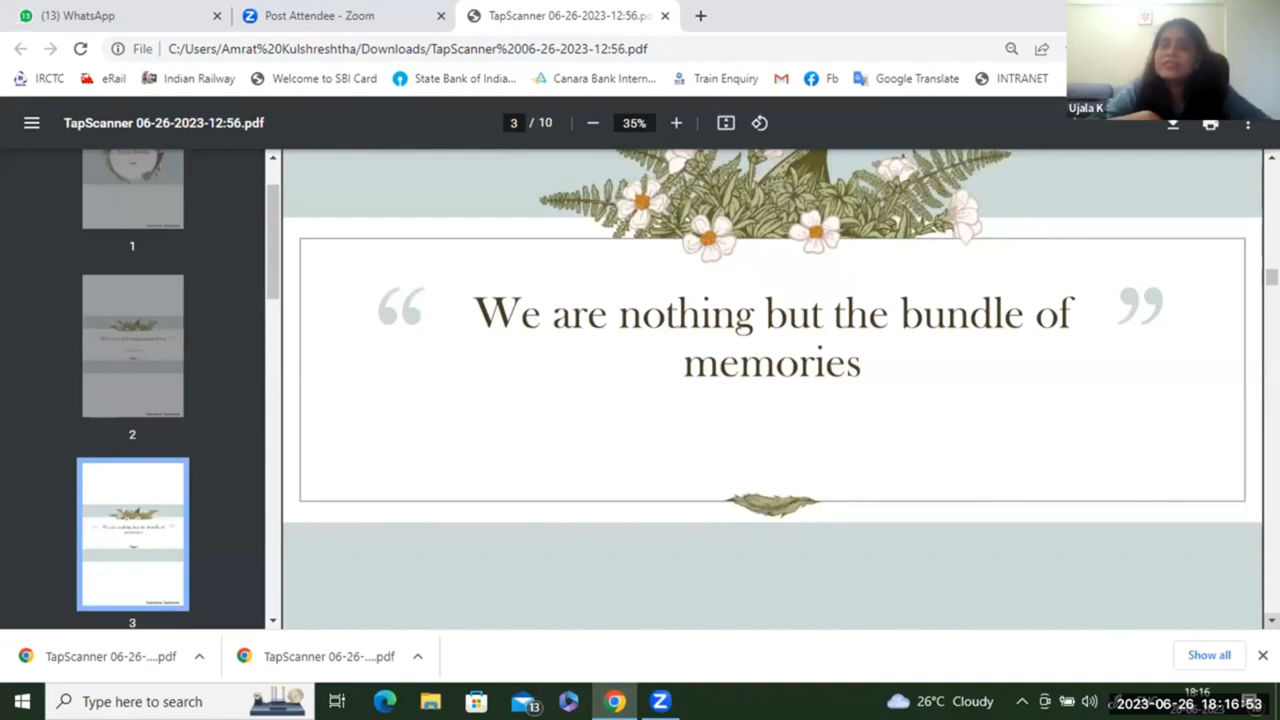 (13) WhatsApp
Post Attendee - Zoom
TapScanner 06-26-2023-12:56.pd
File
C:/Users/Amrat%20Kulshreshtha/Downloads/TapScanner%2006-26-2023-12:56.pdf
IRCTC
eRail
Indian Railway
Welcome to SBI Card
State Bank of India...
Canara Bank Intern...
Train Enquiry
Fb
Google Translate
INTRANET
Ujala K
TapScanner 06-26-2023-12:56.pdf
3 / 10
35%
1
2
3
“ We are nothing but the bundle of ”
memories
TapScanner 06-26-....pdf
TapScanner 06-26-....pdf
Show all
Type here to search
13
26°C Cloudy
18:16
2023-06-26 18:16:53